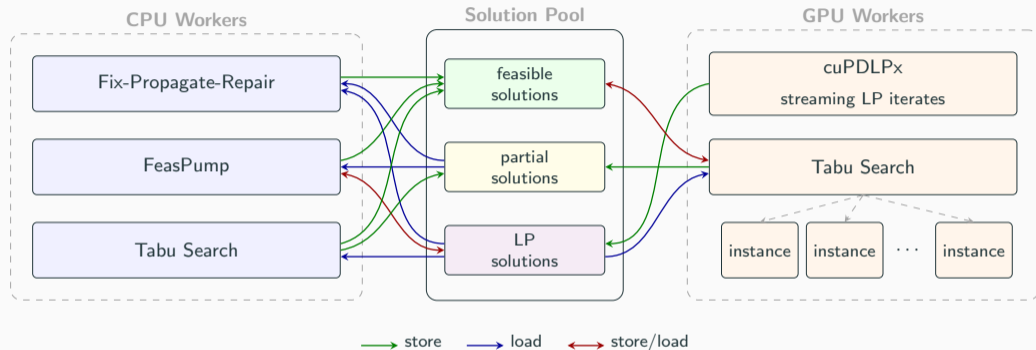 CPU Workers
Fix-Propagate-Repair
FeasPump
Tabu Search
Solution Pool
feasible
solutions
partial
solutions
LP
solutions
GPU Workers
cuPDLPx
streaming LP iterates
Tabu Search
instance
instance
. . .
instance
store
load
store/load